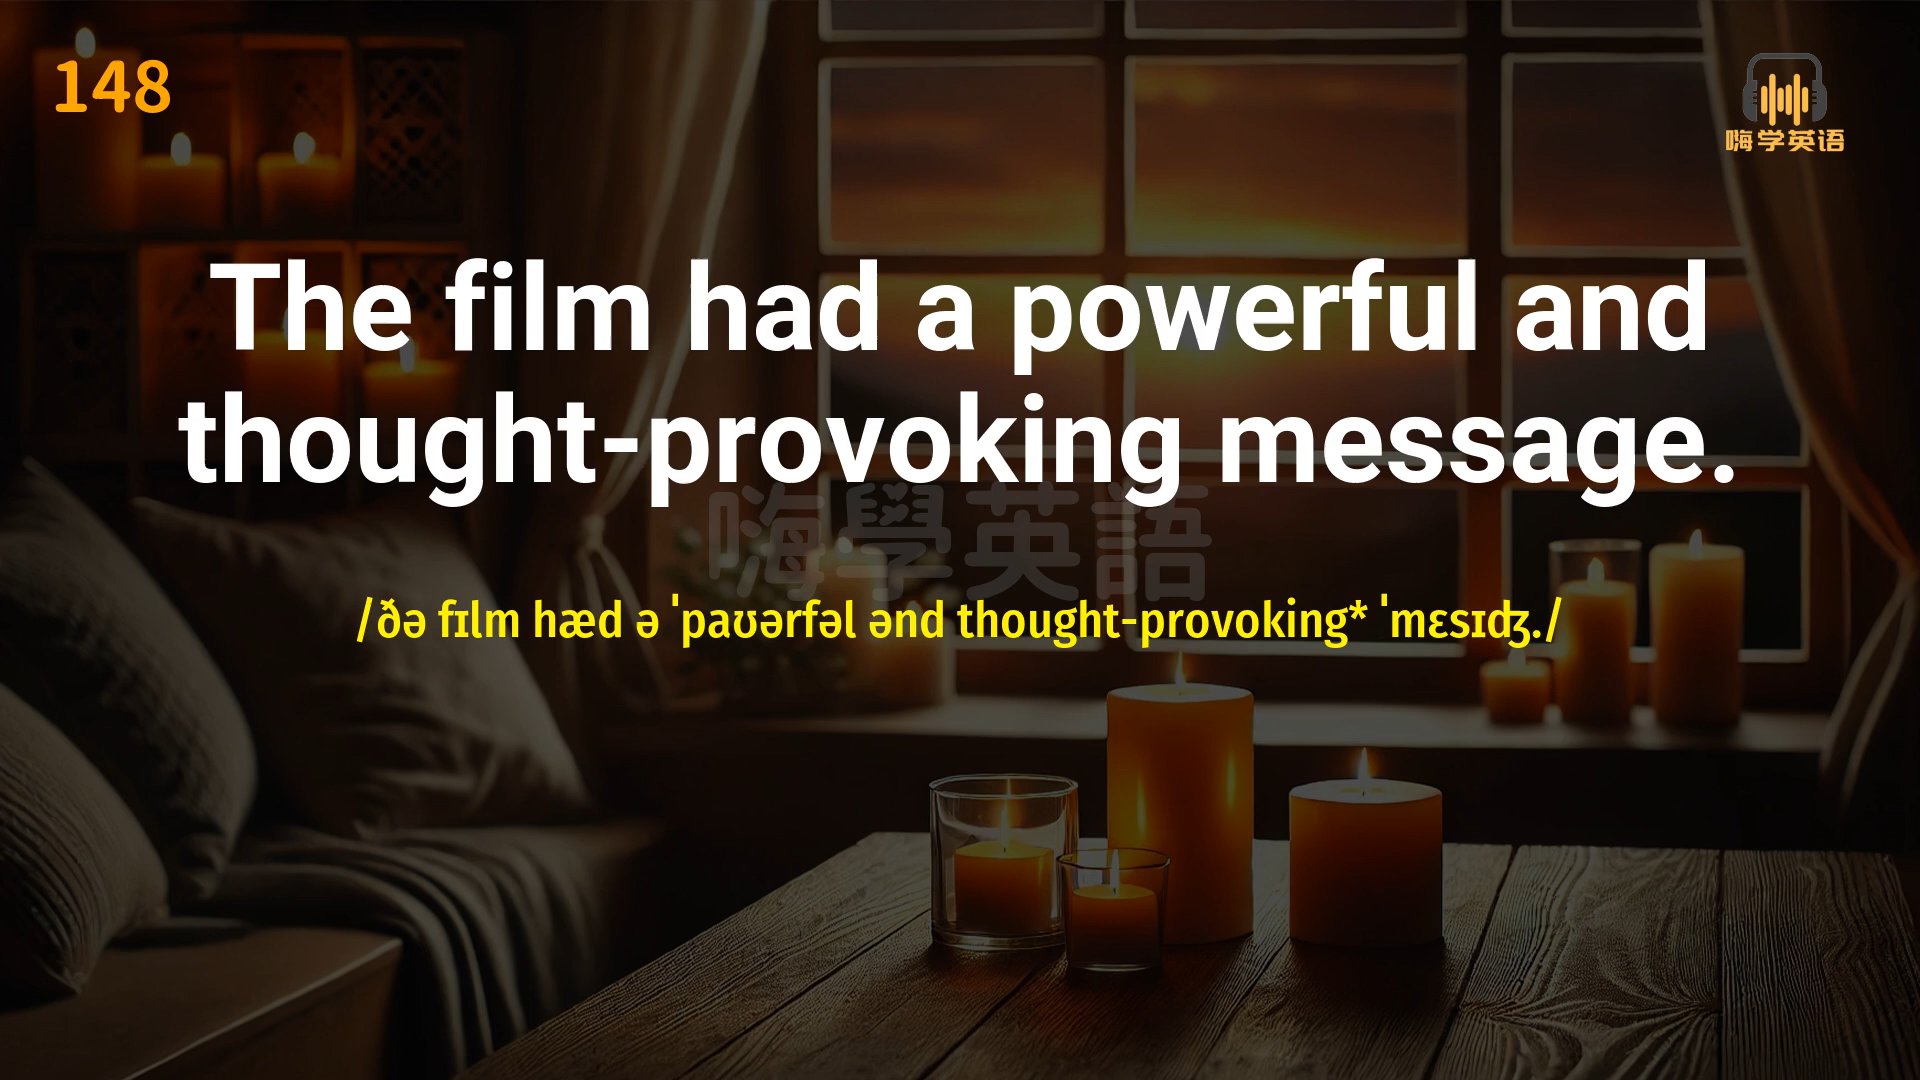 148
嗨学英语
The film had a powerful and
thought-provoking message.
嗨學英語
/ðə fɪlm hæd ə ˈpaʊərfəl ənd thought-provoking* ˈmɛsɪʤ./